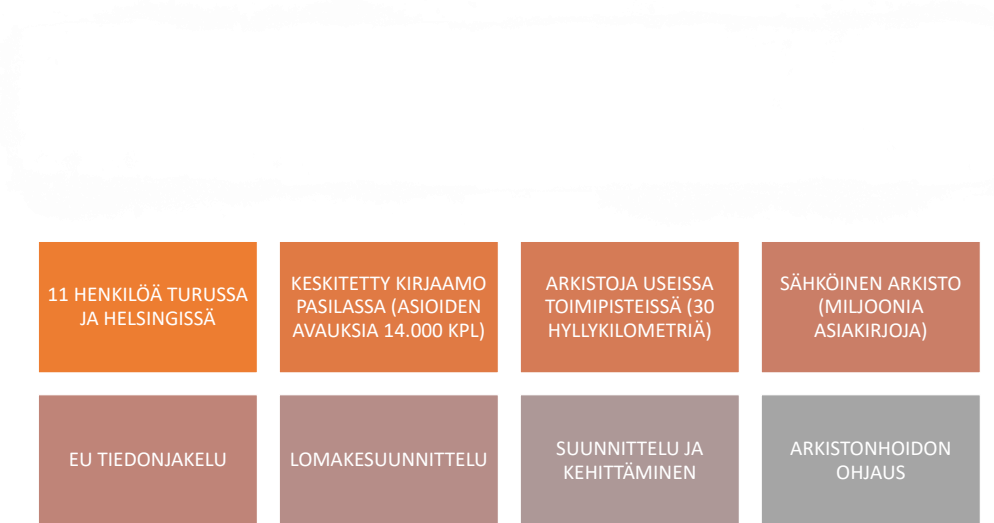 11 HENKILÖÄ TURUSSA
JA HELSINGISSÄ
KESKITETTY KIRJAAMO
PASILASSA (ASIOIDEN
AVAUKSIA 14.000 KPL)
ARKISTOJA USEISSA
TOIMIPISTEISSÄ (30
HYLLYKILOMETRIÄ)
SÄHKÖINEN ARKISTO
(MILJOONIA
ASIAKIRJOJA)
EU TIEDONJAKELU
LOMAKESUUNNITTELU
SUUNNITTELU JA
KEHITTÄMINEN
ARKISTONHOIDON
OHJAUS